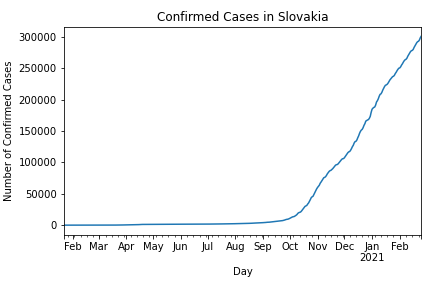 Confirmed Cases in Slovakia
300000
250000
200000
150000
100000
50000
0
Number of Confirmed Cases
Feb Mar Apr May Jun Jul Aug Sep Oct Nov Dec Jan Feb
2021
Day